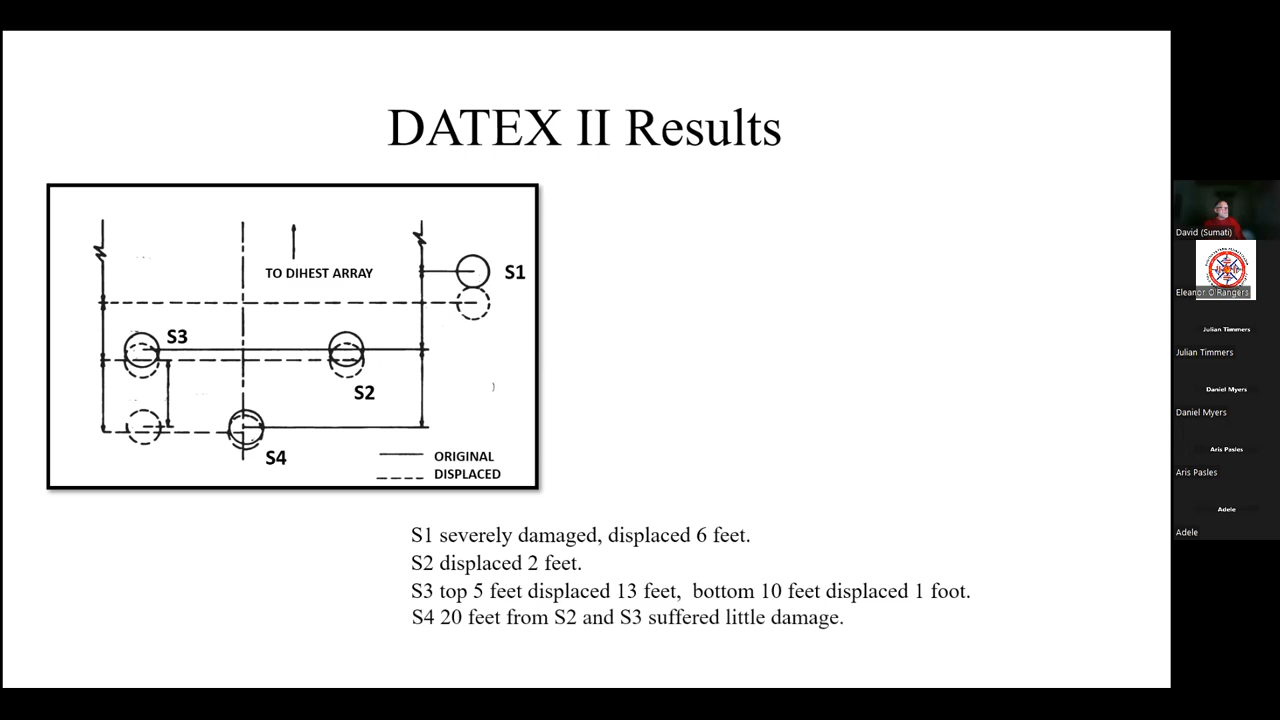 DATEX II Results
TO DIHEST ARRAY
S1
S3
S2
S4
ORIGINAL
DISPLACED
S1 severely damaged, displaced 6 feet.
S2 displaced 2 feet.
S3 top 5 feet displaced 13 feet, bottom 10 feet displaced 1 foot.
S4 20 feet from S2 and S3 suffered little damage.
David (Sumati)
Eleanor O'Rangers
Julian Timmers
Julian Timmers
Daniel Myers
Daniel Myers
Aris Pasles
Aris Pasles
Adele
Adele